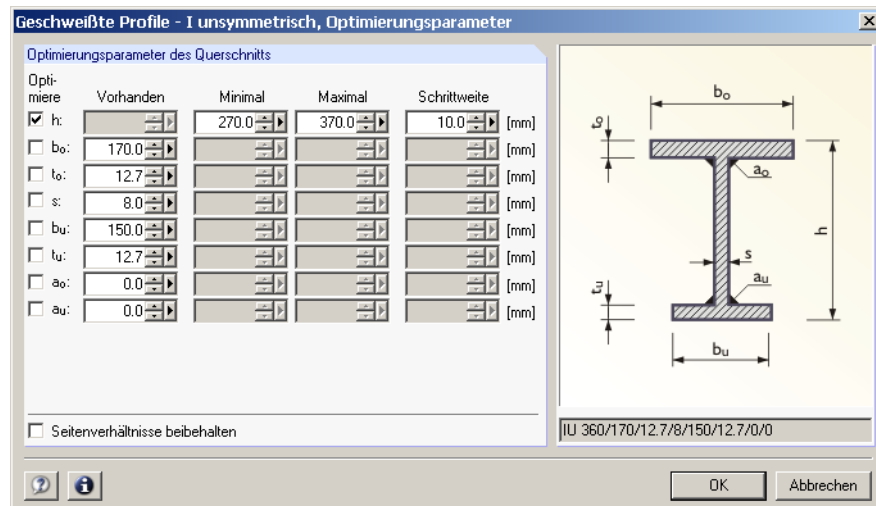 Geschweißte Profile - I unsymmetrisch, Optimierungsparameter
Optimierungsparameter des Querschnitts
Opti-
miere Vorhanden Minimal Maximal Schrittweite
h: 270.0 370.0 10.0 [mm]
bo: 170.0 [mm]
to: 12.7 [mm]
s: 8.0 [mm]
bu: 150.0 [mm]
tu: 12.7 [mm]
ao: 0.0 [mm]
au: 0.0 [mm]
Seitenverhältnisse beibehalten
bo
to
ao
h
s
au
tu
bu
IU 360/170/12.7/8/150/12.7/0/0
OK Abbrechen